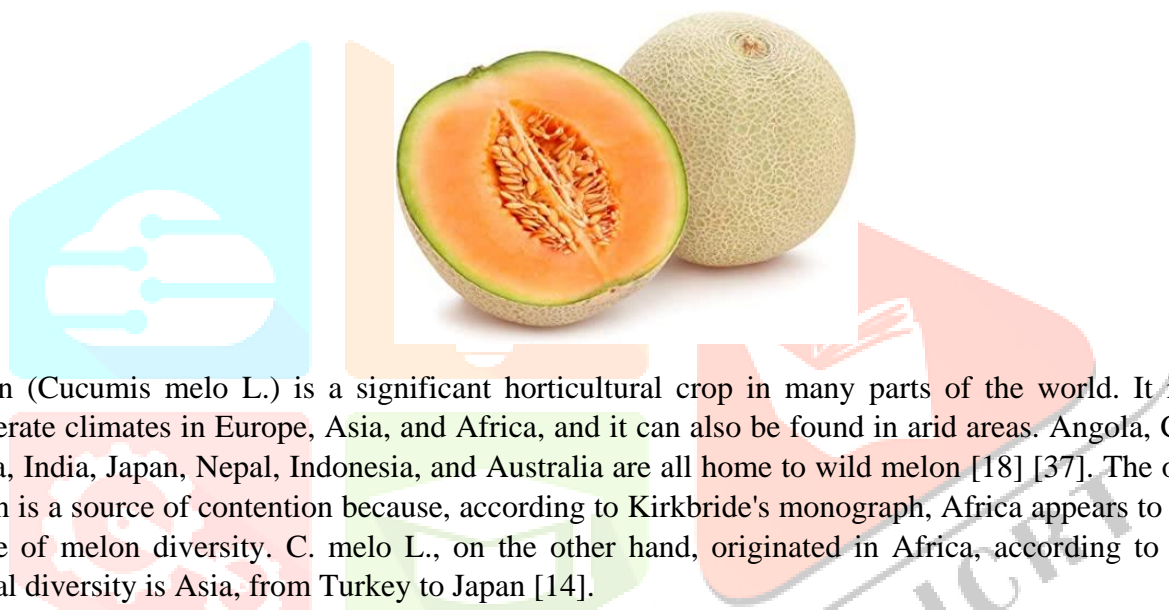 (Cucumis melo L.) is a significant horticultural crop in many parts of the world. It
erate climates in Europe, Asia, and Africa, and it can also be found in arid areas. Angola, C
a, India, Japan, Nepal, Indonesia, and Australia are all home to wild melon [18] [37]. The o
n is a source of contention because, according to Kirkbride's monograph, Africa appears to
e of melon diversity. C. melo L., on the other hand, originated in Africa, according to
al diversity is Asia, from Turkey to Japan [14].